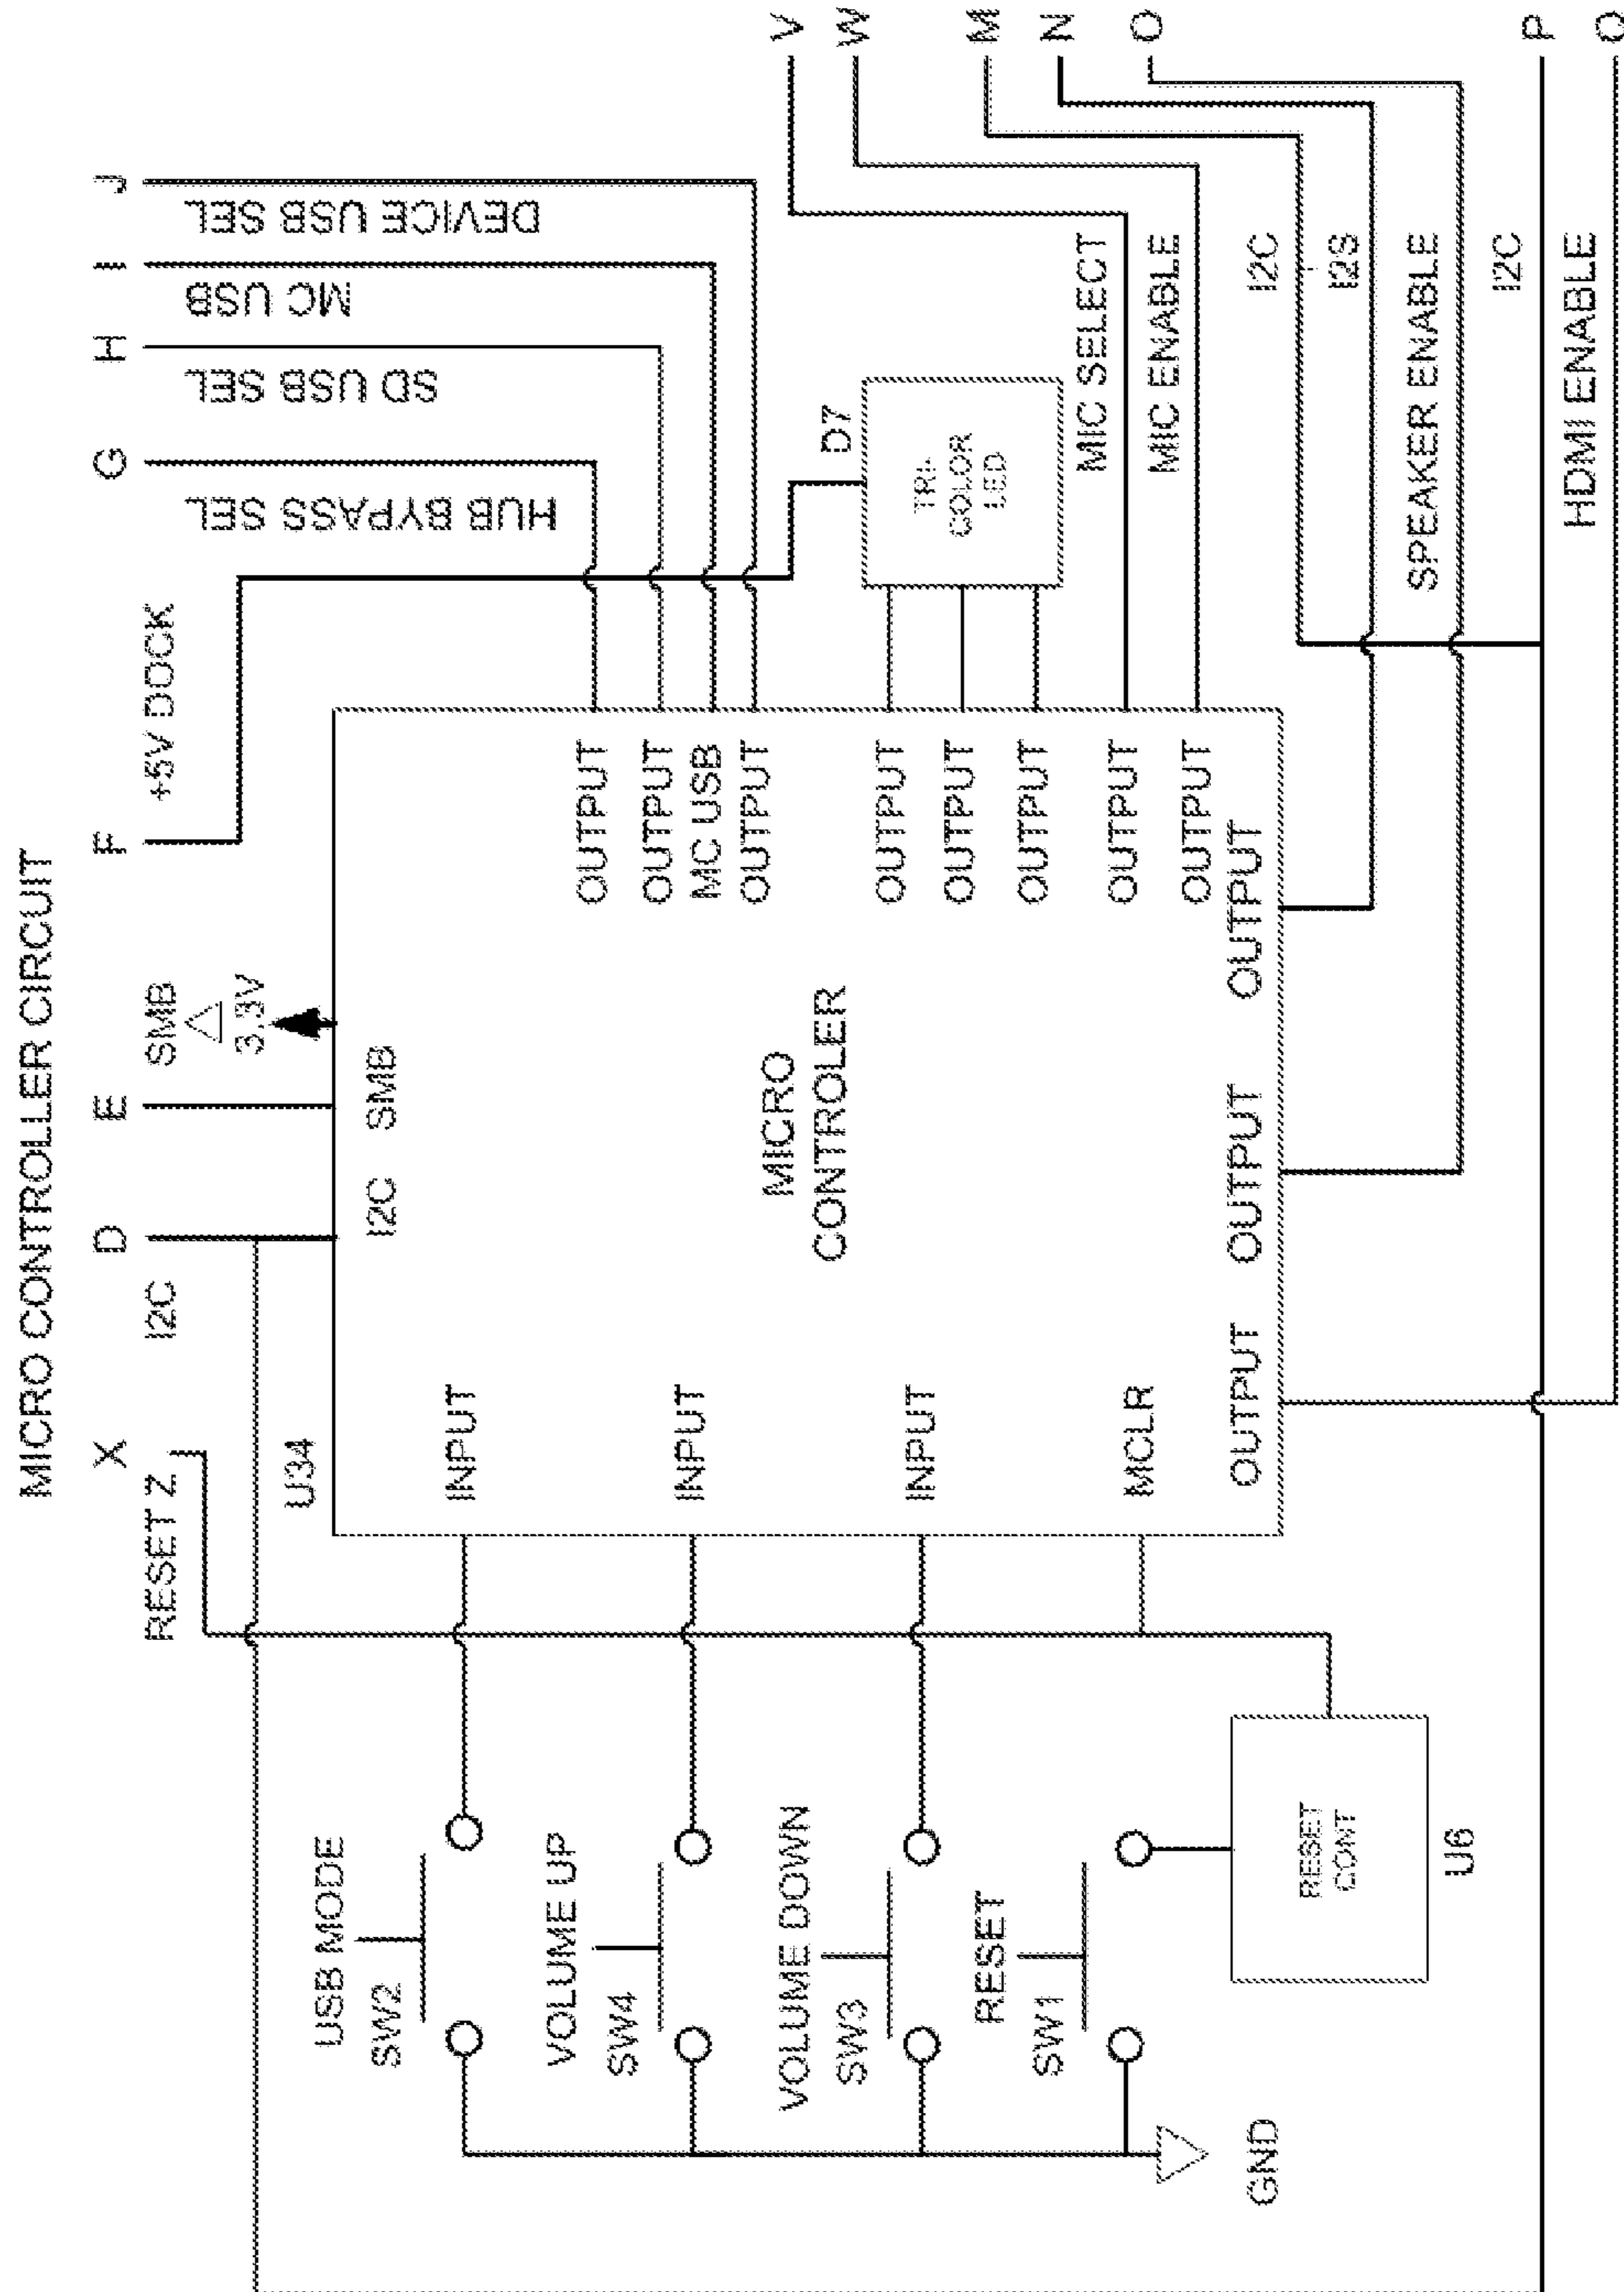 MICRO CONTROLLER CIRCUIT
X
D
E
F
G
H
I
J
RESET Z
I2C
SMB
3.3V
+5V DOCK
HUB BYPASS SEL
SD USB SEL
MC USB
DEVICE USB SEL
U34
I2C
SMB
USB MODE
SW2
INPUT
VOLUME UP
SW4
INPUT
VOLUME DOWN
SW3
INPUT
RESET
SW1
MCLR
GND
RESET
CONT
U6
MICRO
CONTROLER
OUTPUT
OUTPUT
MC USB
OUTPUT
OUTPUT
OUTPUT
OUTPUT
OUTPUT
OUTPUT
OUTPUT
OUTPUT
OUTPUT
D7
TRI-
COLOR
LED
V
W
M
N
O
P
Q
MIC SELECT
MIC ENABLE
I2C
I2S
SPEAKER ENABLE
I2C
HDMI ENABLE